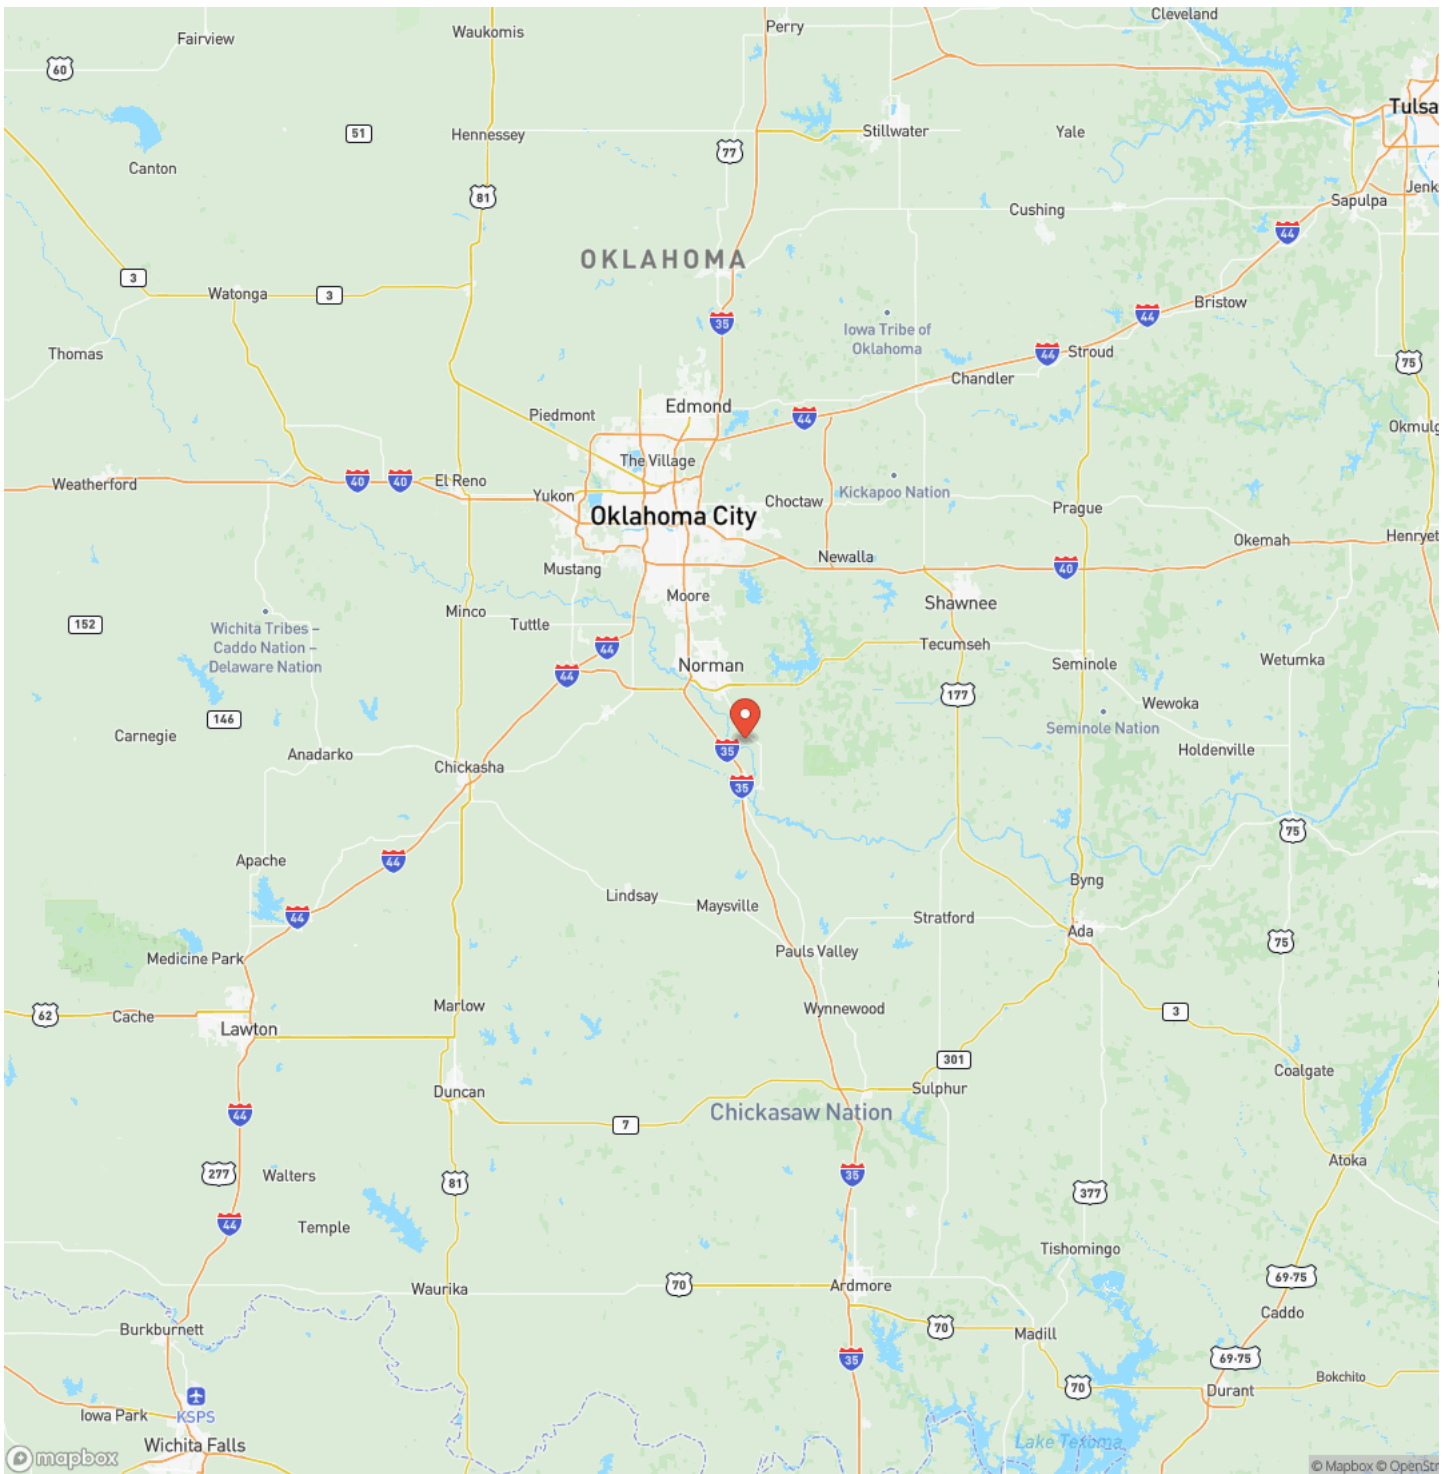 Cleveland
Perry
Waukomis
Fairview
60
Tulsa
51
Hennessey
Stillwater
Yale
77
Canton
81
Jenk
Sapulpa
Cushing
44
OKLAHOMA
3
Watonga
3
Bristow
44
35
Iowa Tribe of
Oklahoma
44
Stroud
Thomas
75
Chandler
Edmond
Piedmont
44
Okmulg
The Village
Weatherford
40
40
El Reno
Yukon
Kickapoo Nation
Choctaw
Prague
Oklahoma City
Henryet
Okemah
Newalla
40
Mustang
Moore
Shawnee
Minco
152
Tuttle
Wichita Tribes –
Caddo Nation –
Delaware Nation
44
Tecumseh
Norman
Seminole
Wetumka
44
177
Wewoka
146
Seminole Nation
Carnegie
35
Holdenville
Anadarko
Chickasha
35
75
Apache
44
Byng
Lindsay
Maysville
44
Stratford
Ada
75
Pauls Valley
Medicine Park
Marlow
Wynnewood
62
Cache
3
Lawton
301
Coalgate
Duncan
Sulphur
44
Chickasaw Nation
7
Atoka
277
Walters
35
81
377
44
Temple
Tishomingo
69-75
Waurika
70
Ardmore
Caddo
Burkburnett
70
Madill
35
69-75
70
Bokchito
Durant
KSPS
Iowa Park
Wichita Falls
Lake Texoma
mapbox
© Mapbox © OpenStr